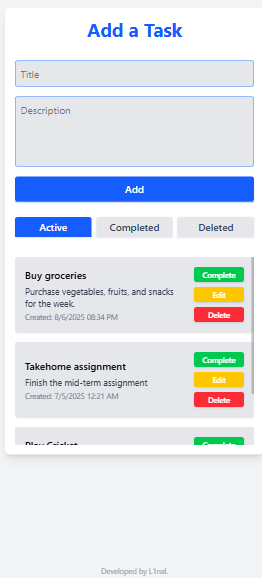 Add a Task
Title
Description
Add
Active Completed Deleted
Buy groceries
Complete
Purchase vegetables, fruits, and snacks
for the week.
Edit
Created: 8/6/2025 08:34 PM
Delete
Takehome assignment
Complete
Finish the mid-term assignment
Edit
Created: 7/5/2025 12:21 AM
Delete
Play Cricket
Complete
Developed by L1nal.